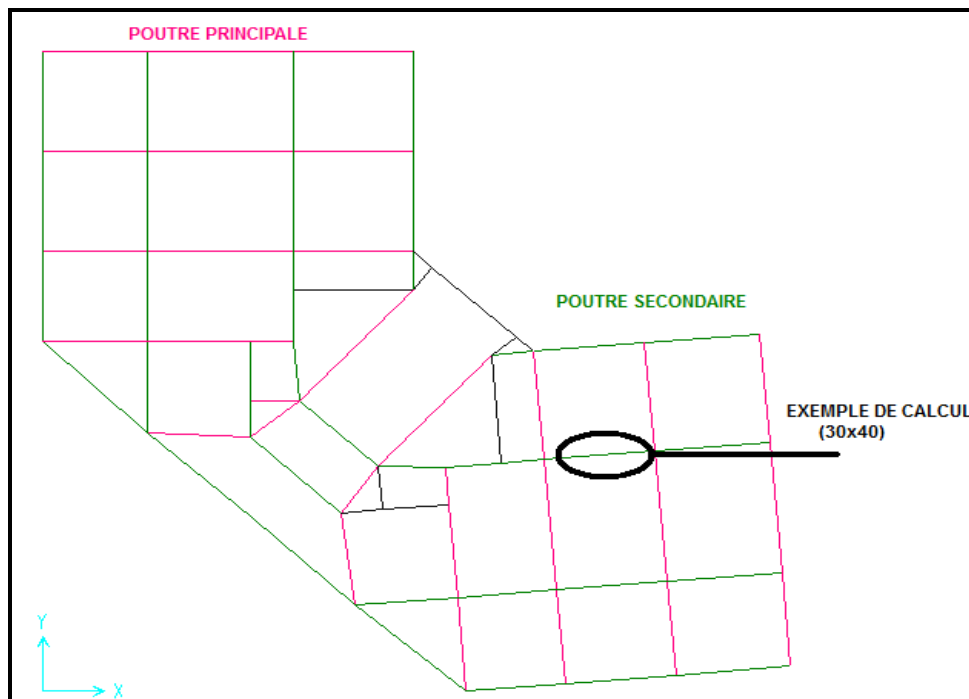 POUTRE PRINCIPALE
POUTRE SECONDAIRE
EXEMPLE DE CALCUL
(30x40)
Y
X